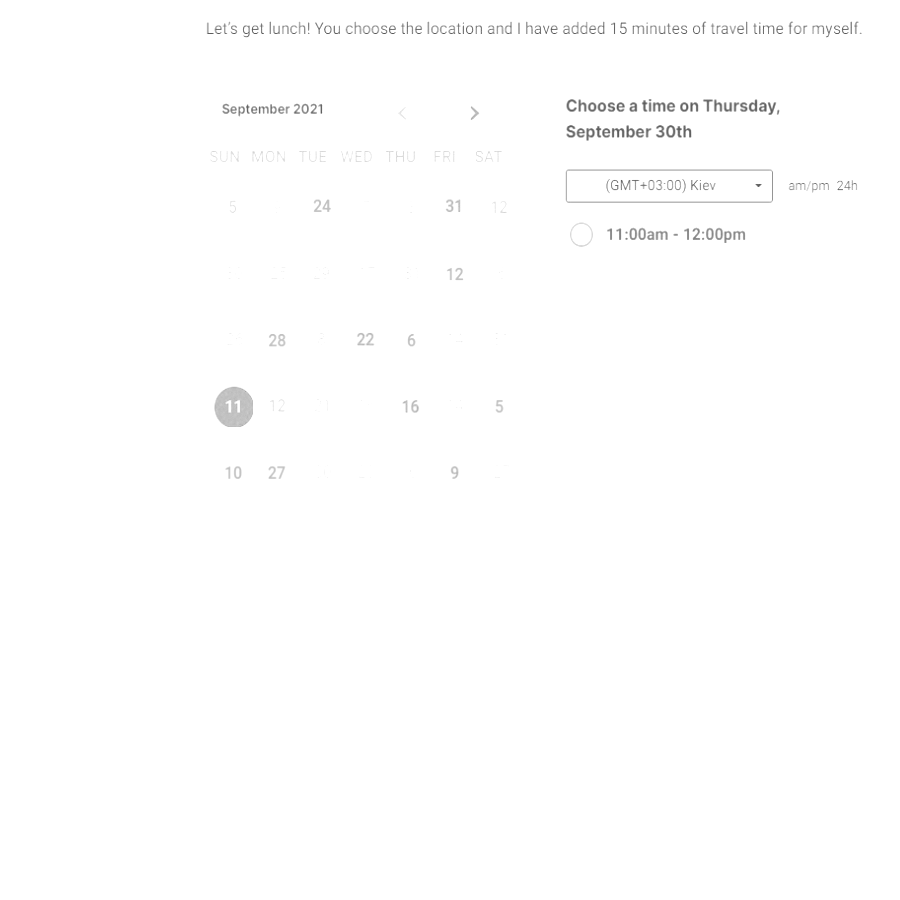 Let's get lunch! You choose the location and I have added 15 minutes of travel time for myself.
September 2021
SUN MON TUE WED THU FRI SAT
5 24 31 12
12
28 22 6
11 12 16 5
10 27 9
Choose a time on Thursday,
September 30th
(GMT+03:00) Kiev am/pm 24h
11:00am - 12:00pm